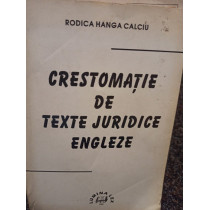 RODICA HANGA CALCIU
CRESTOMAȚIE
DE
TEXTE JURIDICE
ENGLEZE